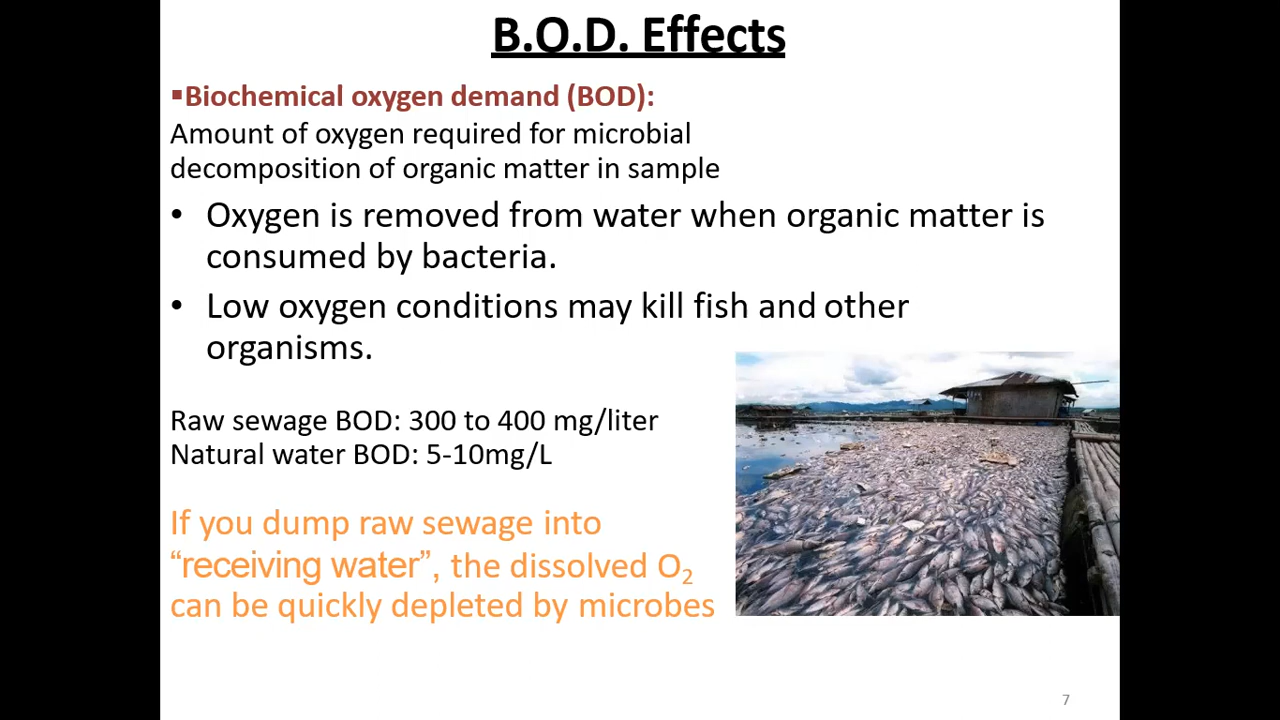 B.O.D. Effects
▪Biochemical oxygen demand (BOD):
Amount of oxygen required for microbial
decomposition of organic matter in sample
• Oxygen is removed from water when organic matter is
consumed by bacteria.
• Low oxygen conditions may kill fish and other
organisms.
Raw sewage BOD: 300 to 400 mg/liter
Natural water BOD: 5-10mg/L
If you dump raw sewage into
“receiving water”, the dissolved O₂
can be quickly depleted by microbes
7